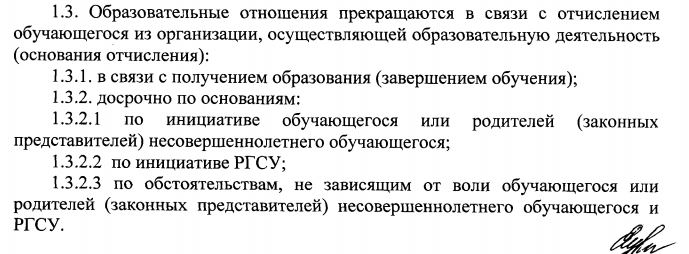 1.3. Образовательные отношения прекращаются в связи с отчислением
обучающегося из организации, осуществляющей образовательную деятельность
(основания отчисления):
1.3.1. в связи с получением образования (завершением обучения);
1.3.2. досрочно по основаниям:
1.3.2.1 по инициативе обучающегося или родителей (законных
представителей) несовершеннолетнего обучающегося;
1.3.2.2 по инициативе РГСУ;
1.3.2.3 по обстоятельствам, не зависящим от воли обучающегося или
родителей (законных представителей) несовершеннолетнего обучающегося и
РГСУ.